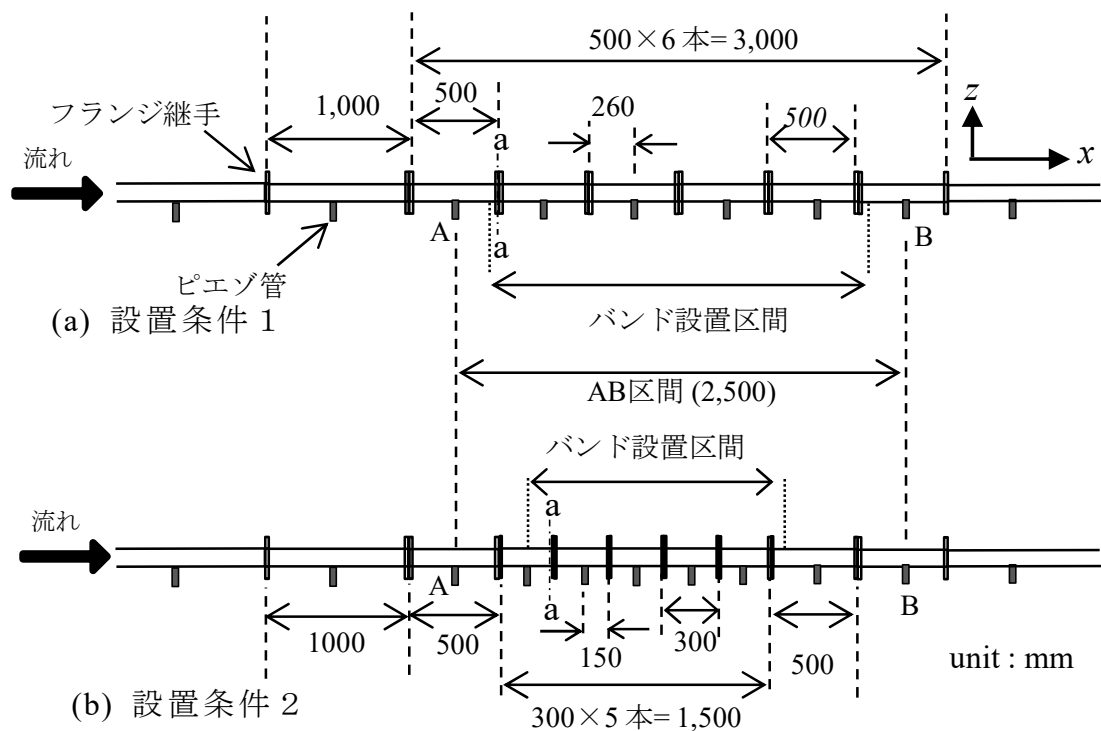 500×6本=3,000
1,000
500
260
500
z
x
フランジ継手
流れ
a
A
a
B
ピエゾ管
(a) 設置条件1
バンド設置区間
AB区間 (2,500)
バンド設置区間
流れ
a
A
a
B
1000
500
150
300
500
unit : mm
(b) 設置条件2
300×5本=1,500